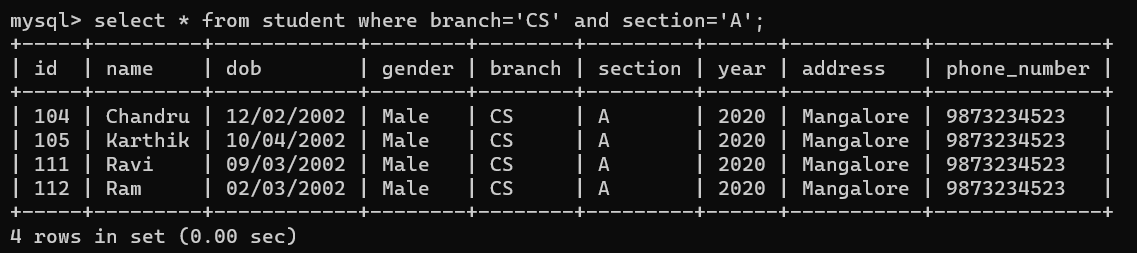 mysql> select * from student where branch='CS' and section='A';
+-----+---------+------------+--------+--------+---------+------+-----------+--------------+
| id  | name    | dob        | gender | branch | section | year | address   | phone_number |
+-----+---------+------------+--------+--------+---------+------+-----------+--------------+
| 104 | Chandru | 12/02/2002 | Male   | CS     | A       | 2020 | Mangalore | 9873234523   |
| 105 | Karthik | 10/04/2002 | Male   | CS     | A       | 2020 | Mangalore | 9873234523   |
| 111 | Ravi    | 09/03/2002 | Male   | CS     | A       | 2020 | Mangalore | 9873234523   |
| 112 | Ram     | 02/03/2002 | Male   | CS     | A       | 2020 | Mangalore | 9873234523   |
+-----+---------+------------+--------+--------+---------+------+-----------+--------------+
4 rows in set (0.00 sec)